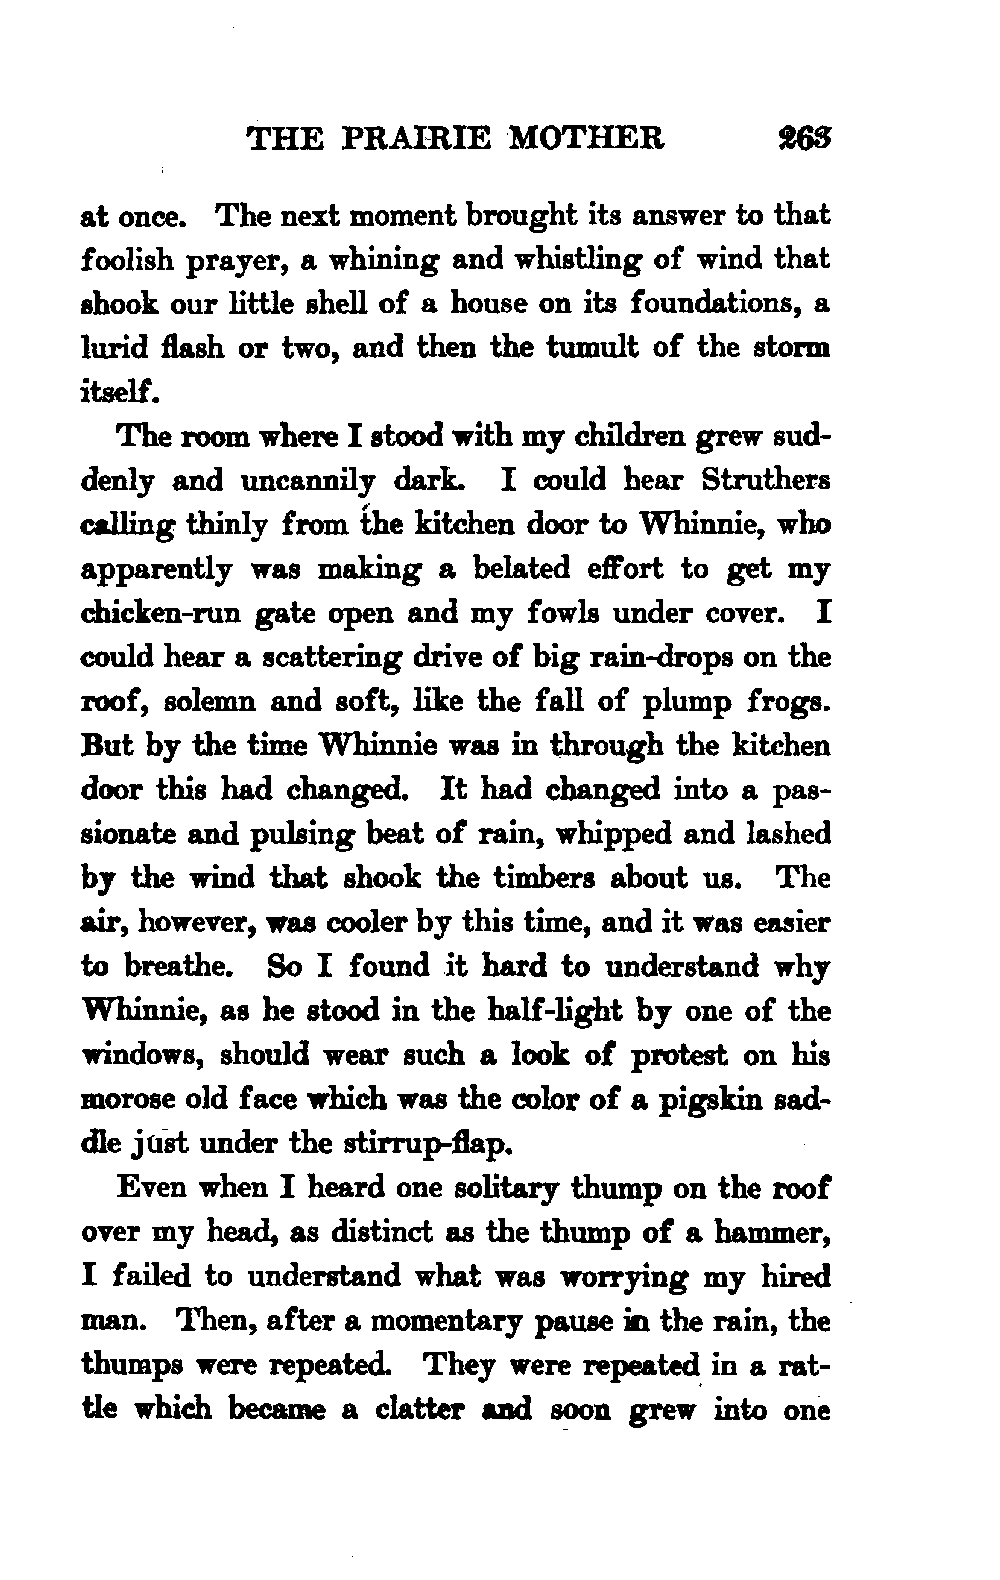 THE PRAIRIE MOTHER 263
at once. The next moment brought its answer to that
foolish prayer, a whining and whistling of wind that
shook our little shell of a house on its foundations, a
lurid flash or two, and then the tumult of the storm
itself.
The room where I stood with my children grew sud-
denly and uncannily dark. I could hear Struthers
calling thinly from the kitchen door to Whinnie, who
apparently was making a belated effort to get my
chicken-run gate open and my fowls under cover. I
could hear a scattering drive of big rain-drops on the
roof, solemn and soft, like the fall of plump frogs.
But by the time Whinnie was in through the kitchen
door this had changed. It had changed into a pas-
sionate and pulsing beat of rain, whipped and lashed
by the wind that shook the timbers about us. The
air, however, was cooler by this time, and it was easier
to breathe. So I found it hard to understand why
Whinnie, as he stood in the half-light by one of the
windows, should wear such a look of protest on his
morose old face which was the color of a pigskin sad-
dle just under the stirrup-flap.
Even when I heard one solitary thump on the roof
over my head, as distinct as the thump of a hammer,
I failed to understand what was worrying my hired
man. Then, after a momentary pause in the rain, the
thumps were repeated. They were repeated in a rat-
tle which became a clatter and soon grew into one